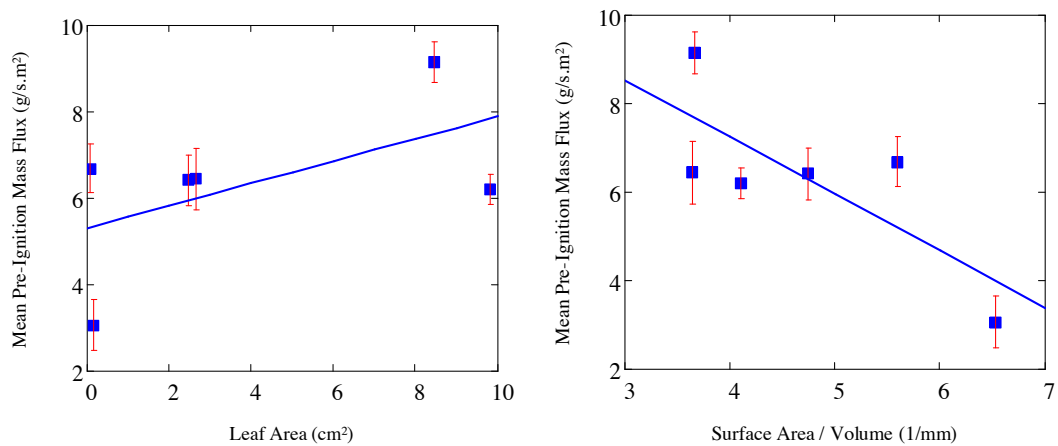 10
8
6
4
2
0 2 4 6 8 10
Mean Pre-Ignition Mass Flux (g/s.m²)
Leaf Area (cm²)
10
8
6
4
2
3 4 5 6 7
Mean Pre-Ignition Mass Flux (g/s.m²)
Surface Area / Volume (1/mm)